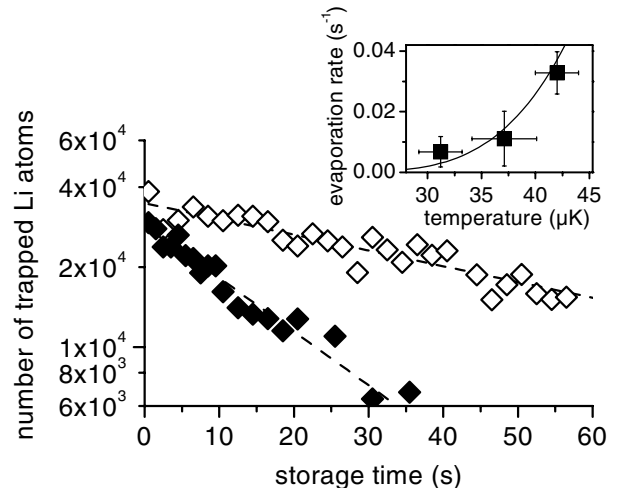 evaporation rate (s⁻¹)
0.04
0.02
0.00
30 35 40 45
temperature (µK)
number of trapped Li atoms
6x10⁴
4x10⁴
2x10⁴
1x10⁴
8x10³
6x10³
0 10 20 30 40 50 60
storage time (s)